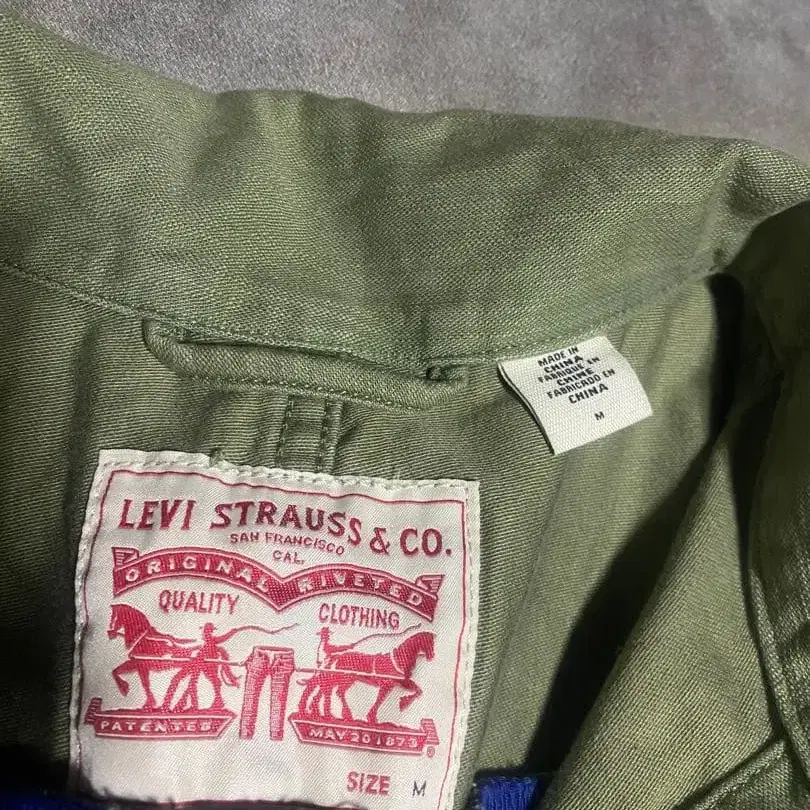 MADE IN
CHINA
FABRIQUE EN
CHINE
FABRICADO EN
CHINA
M
LEVI STRAUSS & CO.
SAN FRANCISCO
CAL.
ORIGINAL RIVETED
QUALITY CLOTHING
PATENTED MAY 20 1873 ®
SIZE M